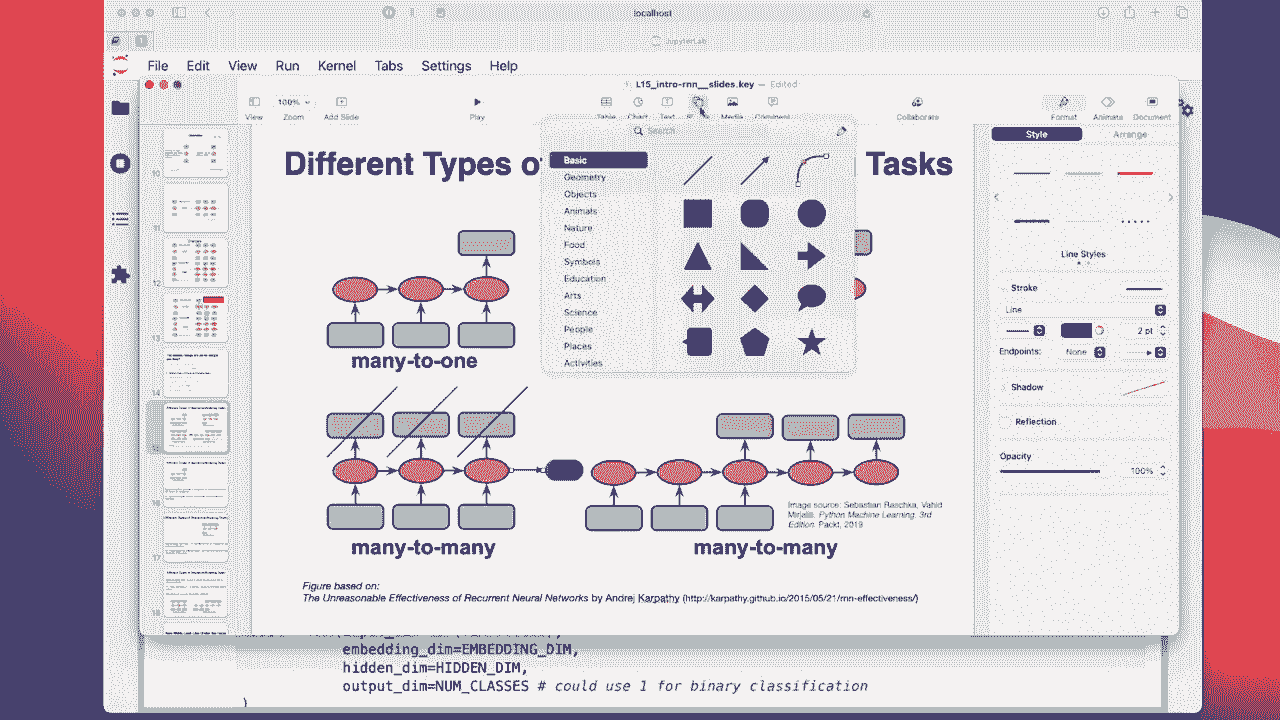 localhost
JupyterLab
File Edit View Run Kernel Tabs Settings Help
L15_intro-rnn__slides.key — Edited
100%
View Zoom Add Slide Play Table Chart Text Media Comment Collaborate Format Animate Document
Style Arrange
Different Types o
Tasks
Basic
Geometry
Objects
Animals
Nature
Food
Symbols
Education
Arts
Science
People
Places
Activities
Line Styles
Stroke
Line
2 pt
Endpoints: None
Shadow
Reflection
Opacity
100%
10
11
12
13
14
16
17
18
many-to-one
many-to-many
Image source: Sebastian Raschka, Vahid
Mirjalili. Python Machine Learning, 3rd
Edition. Packt, 2019
many-to-many
Figure based on:
The Unreasonable Effectiveness of Recurrent Neural Networks by Andrej Karpathy (http://karpathy.github.io/2015/05/21/rnn-effectiveness/)
embedding_dim=EMBEDDING_DIM,
hidden_dim=HIDDEN_DIM,
output_dim=NUM_CLASSES # could use 1 for binary classification
)